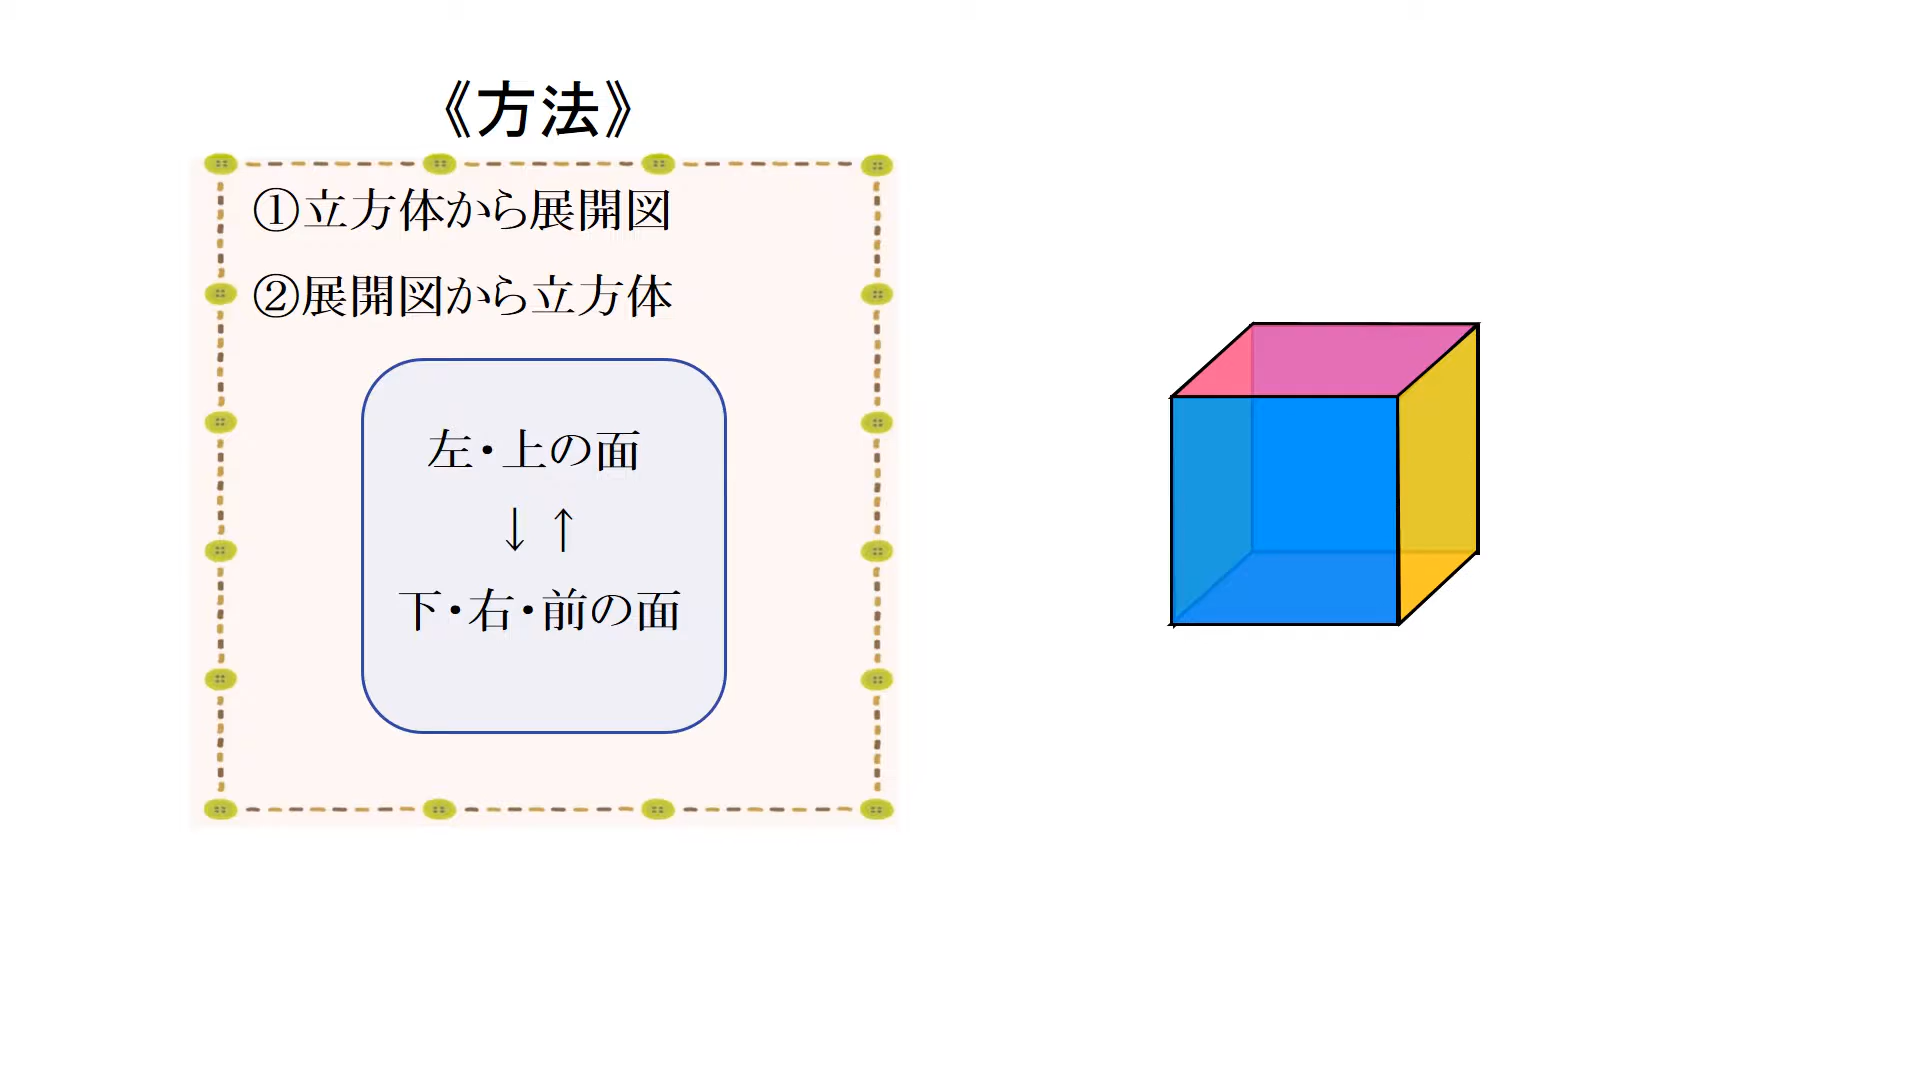 《方法》
①立方体から展開図
②展開図から立方体
左・上の面
↓↑
下・右・前の面